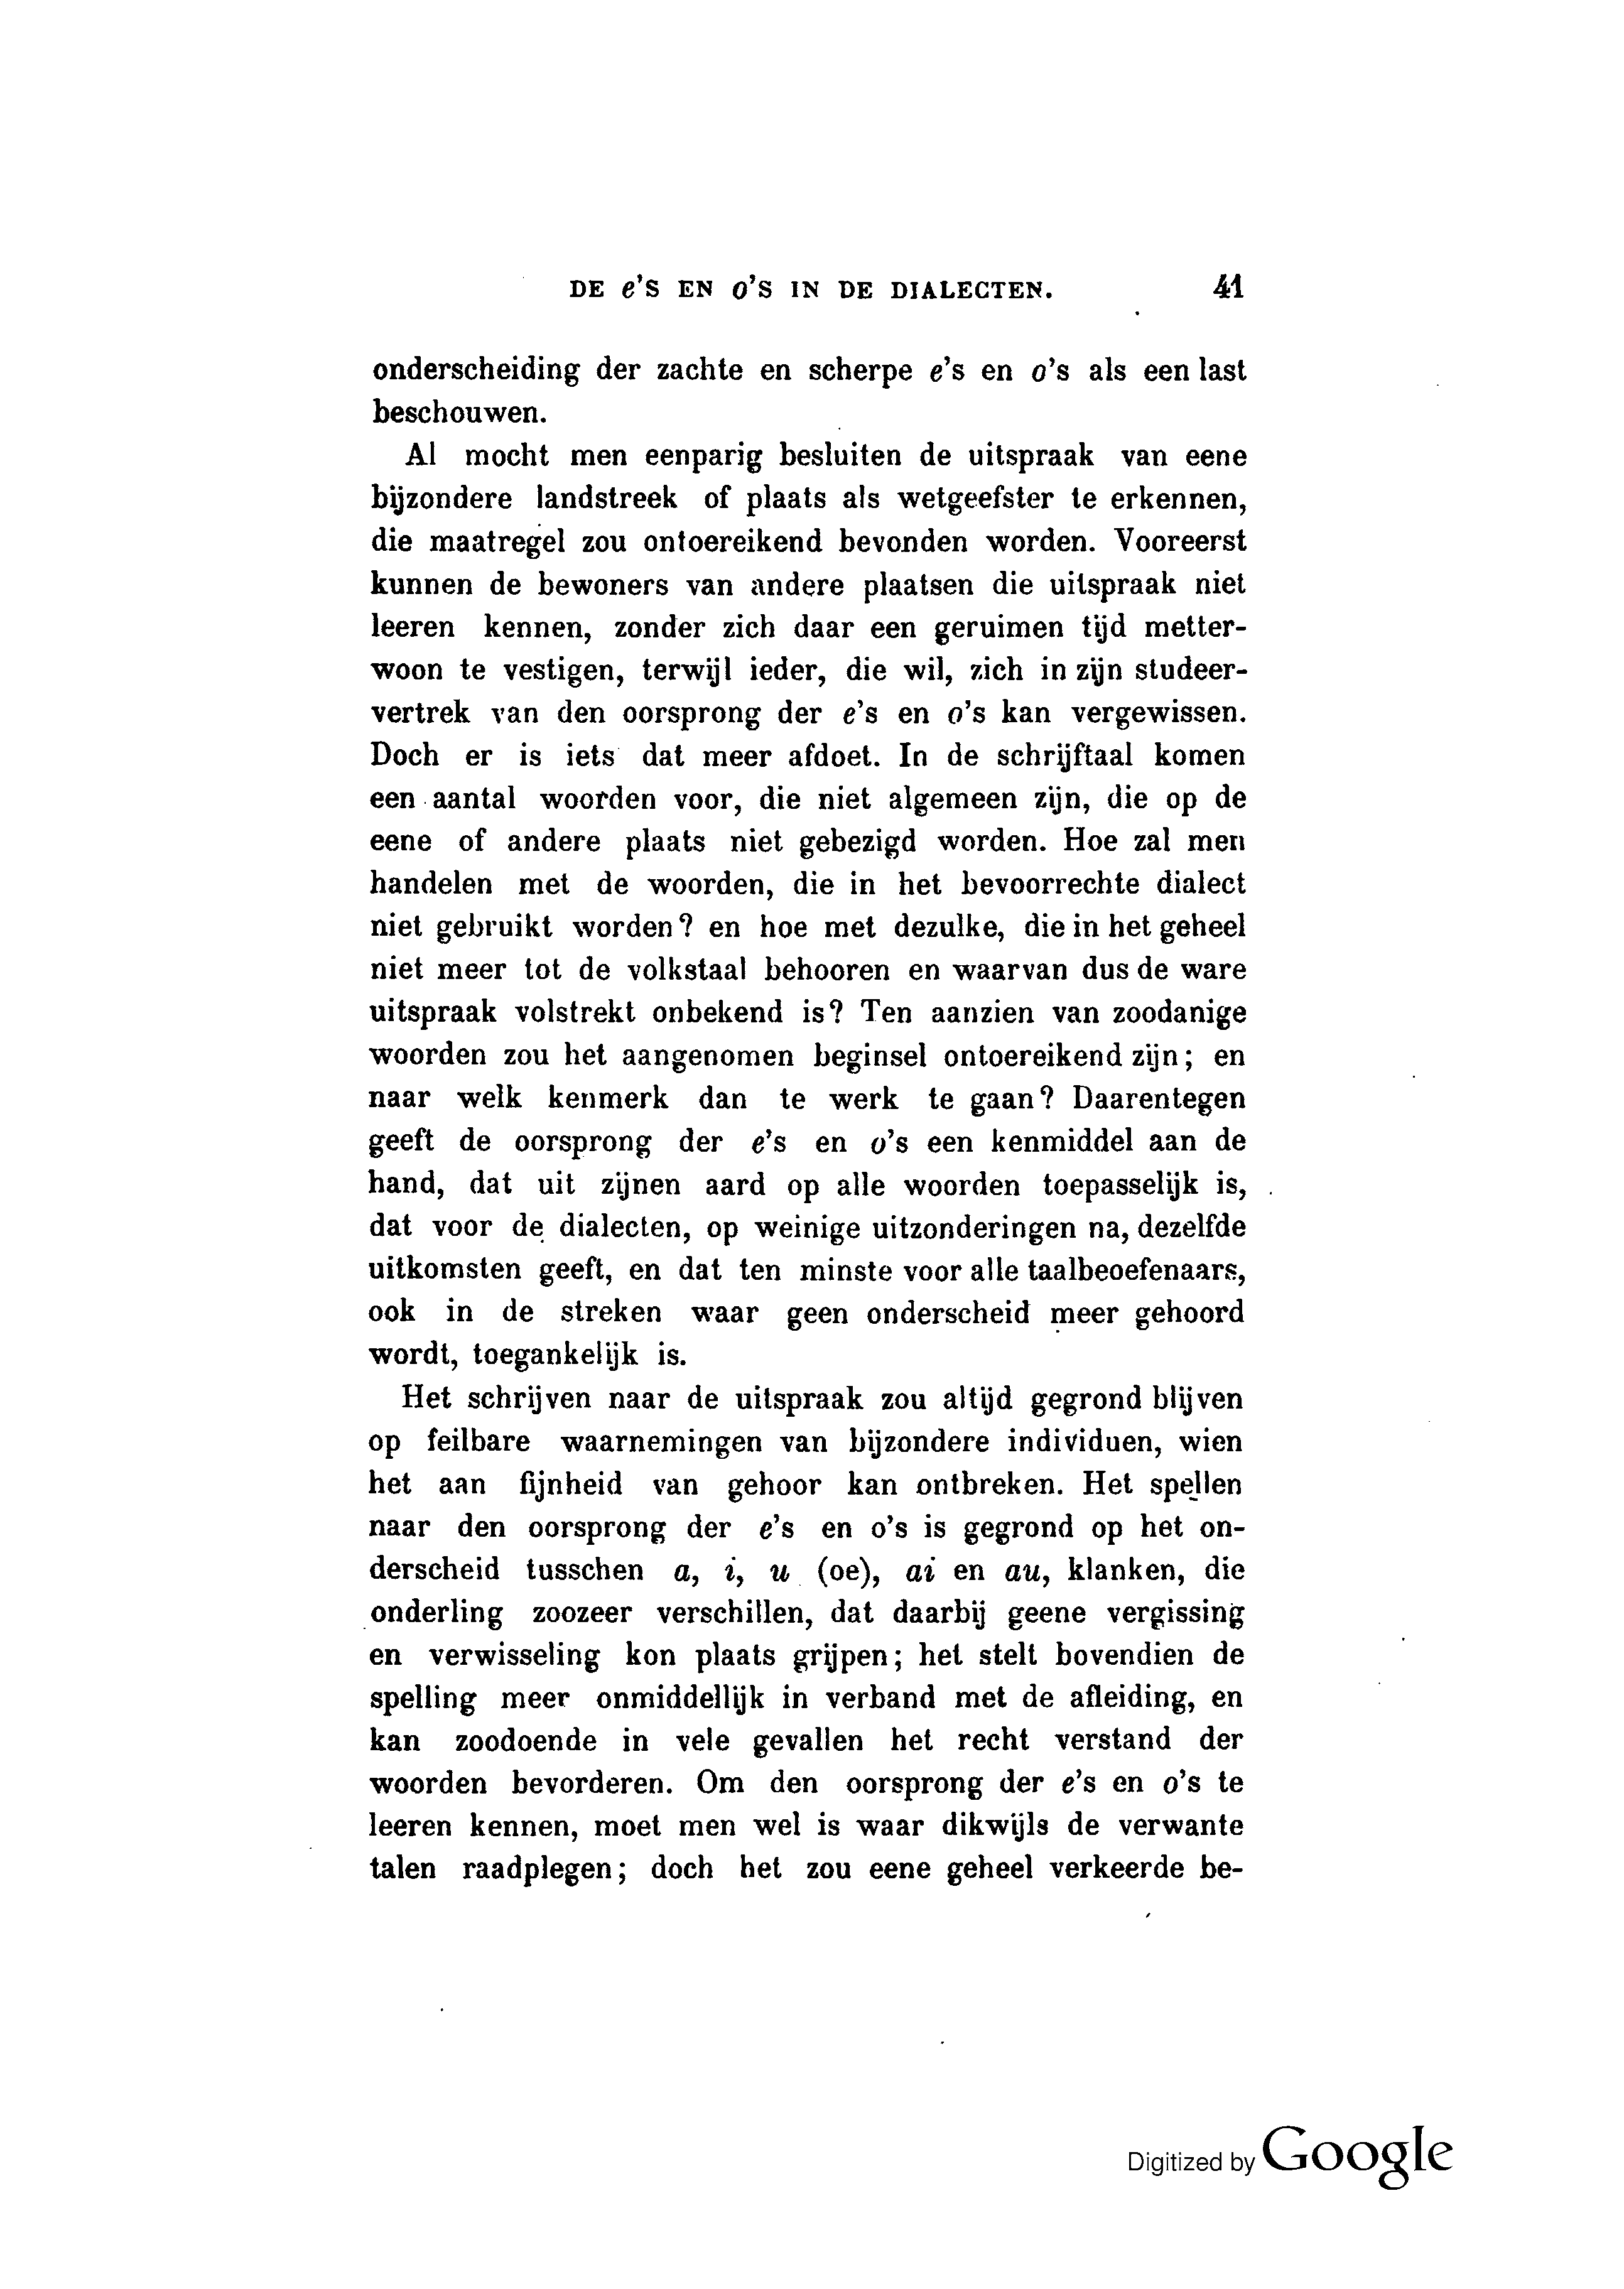 DE e'S EN o'S IN DE DIALECTEN. 41
onderscheiding der zachte en scherpe e's en o's als een last
beschouwen.
Al mocht men eenparig besluiten de uitspraak van eene
bijzondere landstreek of plaats als wetgeefster te erkennen,
die maatregel zou ontoereikend bevonden worden. Vooreerst
kunnen de bewoners van andere plaatsen die uitspraak niet
leeren kennen, zonder zich daar een geruimen tijd metter-
woon te vestigen, terwijl ieder, die wil, zich in zijn studeer-
vertrek van den oorsprong der e's en o's kan vergewissen.
Doch er is iets dat meer afdoet. In de schrijftaal komen
een aantal woorden voor, die niet algemeen zijn, die op de
eene of andere plaats niet gebezigd worden. Hoe zal men
handelen met de woorden, die in het bevoorrechte dialect
niet gebruikt worden? en hoe met dezulke, die in het geheel
niet meer tot de volkstaal behooren en waarvan dus de ware
uitspraak volstrekt onbekend is? Ten aanzien van zoodanige
woorden zou het aangenomen beginsel ontoereikend zijn; en
naar welk kenmerk dan te werk te gaan? Daarentegen
geeft de oorsprong der e's en o's een kenmiddel aan de
hand, dat uit zijnen aard op alle woorden toepasselijk is,
dat voor de dialecten, op weinige uitzonderingen na, dezelfde
uitkomsten geeft, en dat ten minste voor alle taalbeoefenaars,
ook in de streken waar geen onderscheid meer gehoord
wordt, toegankelijk is.
Het schrijven naar de uitspraak zou altijd gegrond blijven
op feilbare waarnemingen van bijzondere individuen, wien
het aan fijnheid van gehoor kan ontbreken. Het spellen
naar den oorsprong der e's en o's is gegrond op het on-
derscheid tusschen a, i, u (oe), ai en au, klanken, die
onderling zoozeer verschillen, dat daarbij geene vergissing
en verwisseling kon plaats grijpen; het stelt bovendien de
spelling meer onmiddellijk in verband met de afleiding, en
kan zoodoende in vele gevallen het recht verstand der
woorden bevorderen. Om den oorsprong der e's en o's te
leeren kennen, moet men wel is waar dikwijls de verwante
talen raadplegen; doch het zou eene geheel verkeerde be-
Digitized by Google